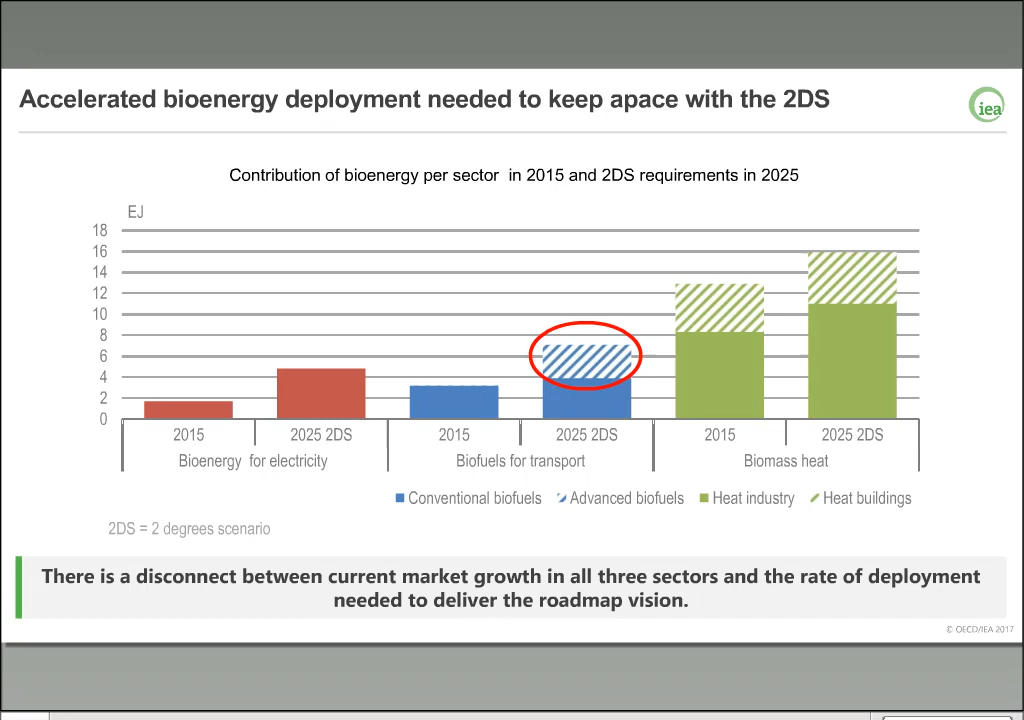 Accelerated bioenergy deployment needed to keep apace with the 2DS
iea
Contribution of bioenergy per sector in 2015 and 2DS requirements in 2025
EJ
18
16
14
12
10
8
6
4
2
0
2015
2025 2DS
2015
2025 2DS
2015
2025 2DS
Bioenergy for electricity
Biofuels for transport
Biomass heat
Conventional biofuels
Advanced biofuels
Heat industry
Heat buildings
2DS = 2 degrees scenario
There is a disconnect between current market growth in all three sectors and the rate of deployment
needed to deliver the roadmap vision.
© OECD/IEA 2017